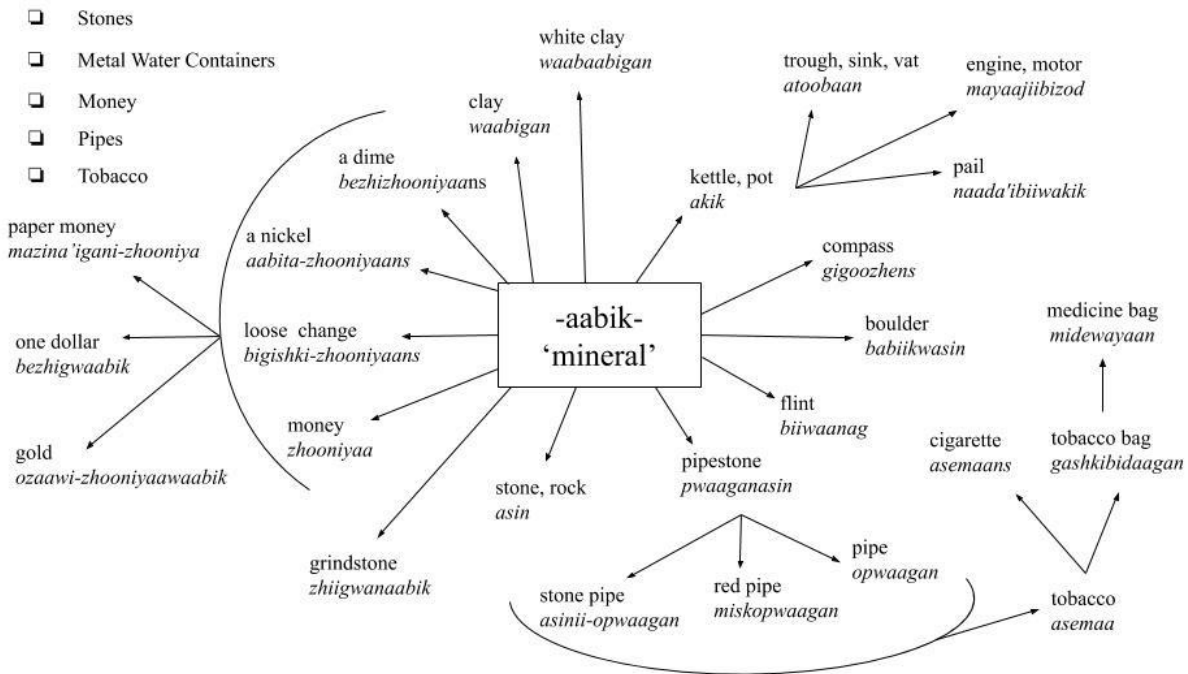 Stones
Metal Water Containers
Money
Pipes
Tobacco
white clay
waabaabigan
clay
waabigan
a dime
bezhizhooniyaans
a nickel
aabita-zhooniyaans
loose change
bigishki-zhooniyaans
money
zhooniyaa
paper money
mazina’igani-zhooniya
one dollar
bezhigwaabik
gold
ozaawi-zhooniyaawaabik
grindstone
zhiigwanaabik
stone, rock
asin
-aabik-
‘mineral’
kettle, pot
akik
trough, sink, vat
atoobaan
engine, motor
mayaajiibizod
pail
naada'ibiiwakik
compass
gigoozhens
boulder
babiikwasin
flint
biiwaanag
pipestone
pwaaganasin
stone pipe
asinii-opwaagan
red pipe
miskopwaagan
pipe
opwaagan
medicine bag
midewayaan
cigarette
asemaans
tobacco bag
gashkibidaagan
tobacco
asemaa